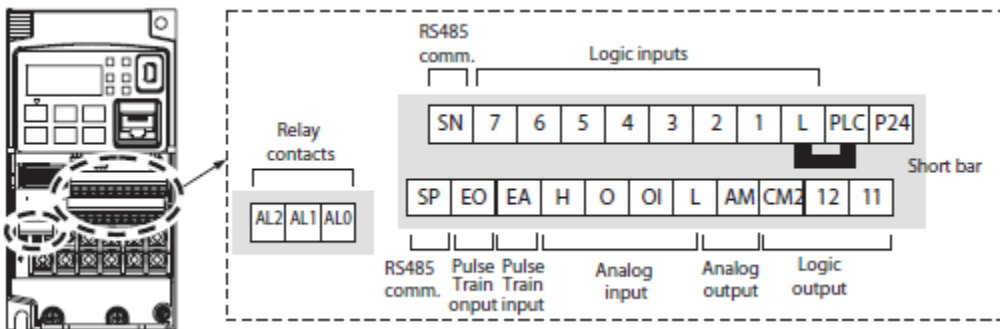 RS485
comm.
Logic inputs
SN 7 6 5 4 3 2 1 L PLC P24
Relay
contacts
Short bar
AL2 AL1 AL0
SP EO EA H O OI L AM CM2 12 11
RS485
comm.
Pulse
Train
onput
Pulse
Train
input
Analog
input
Analog
output
Logic
output